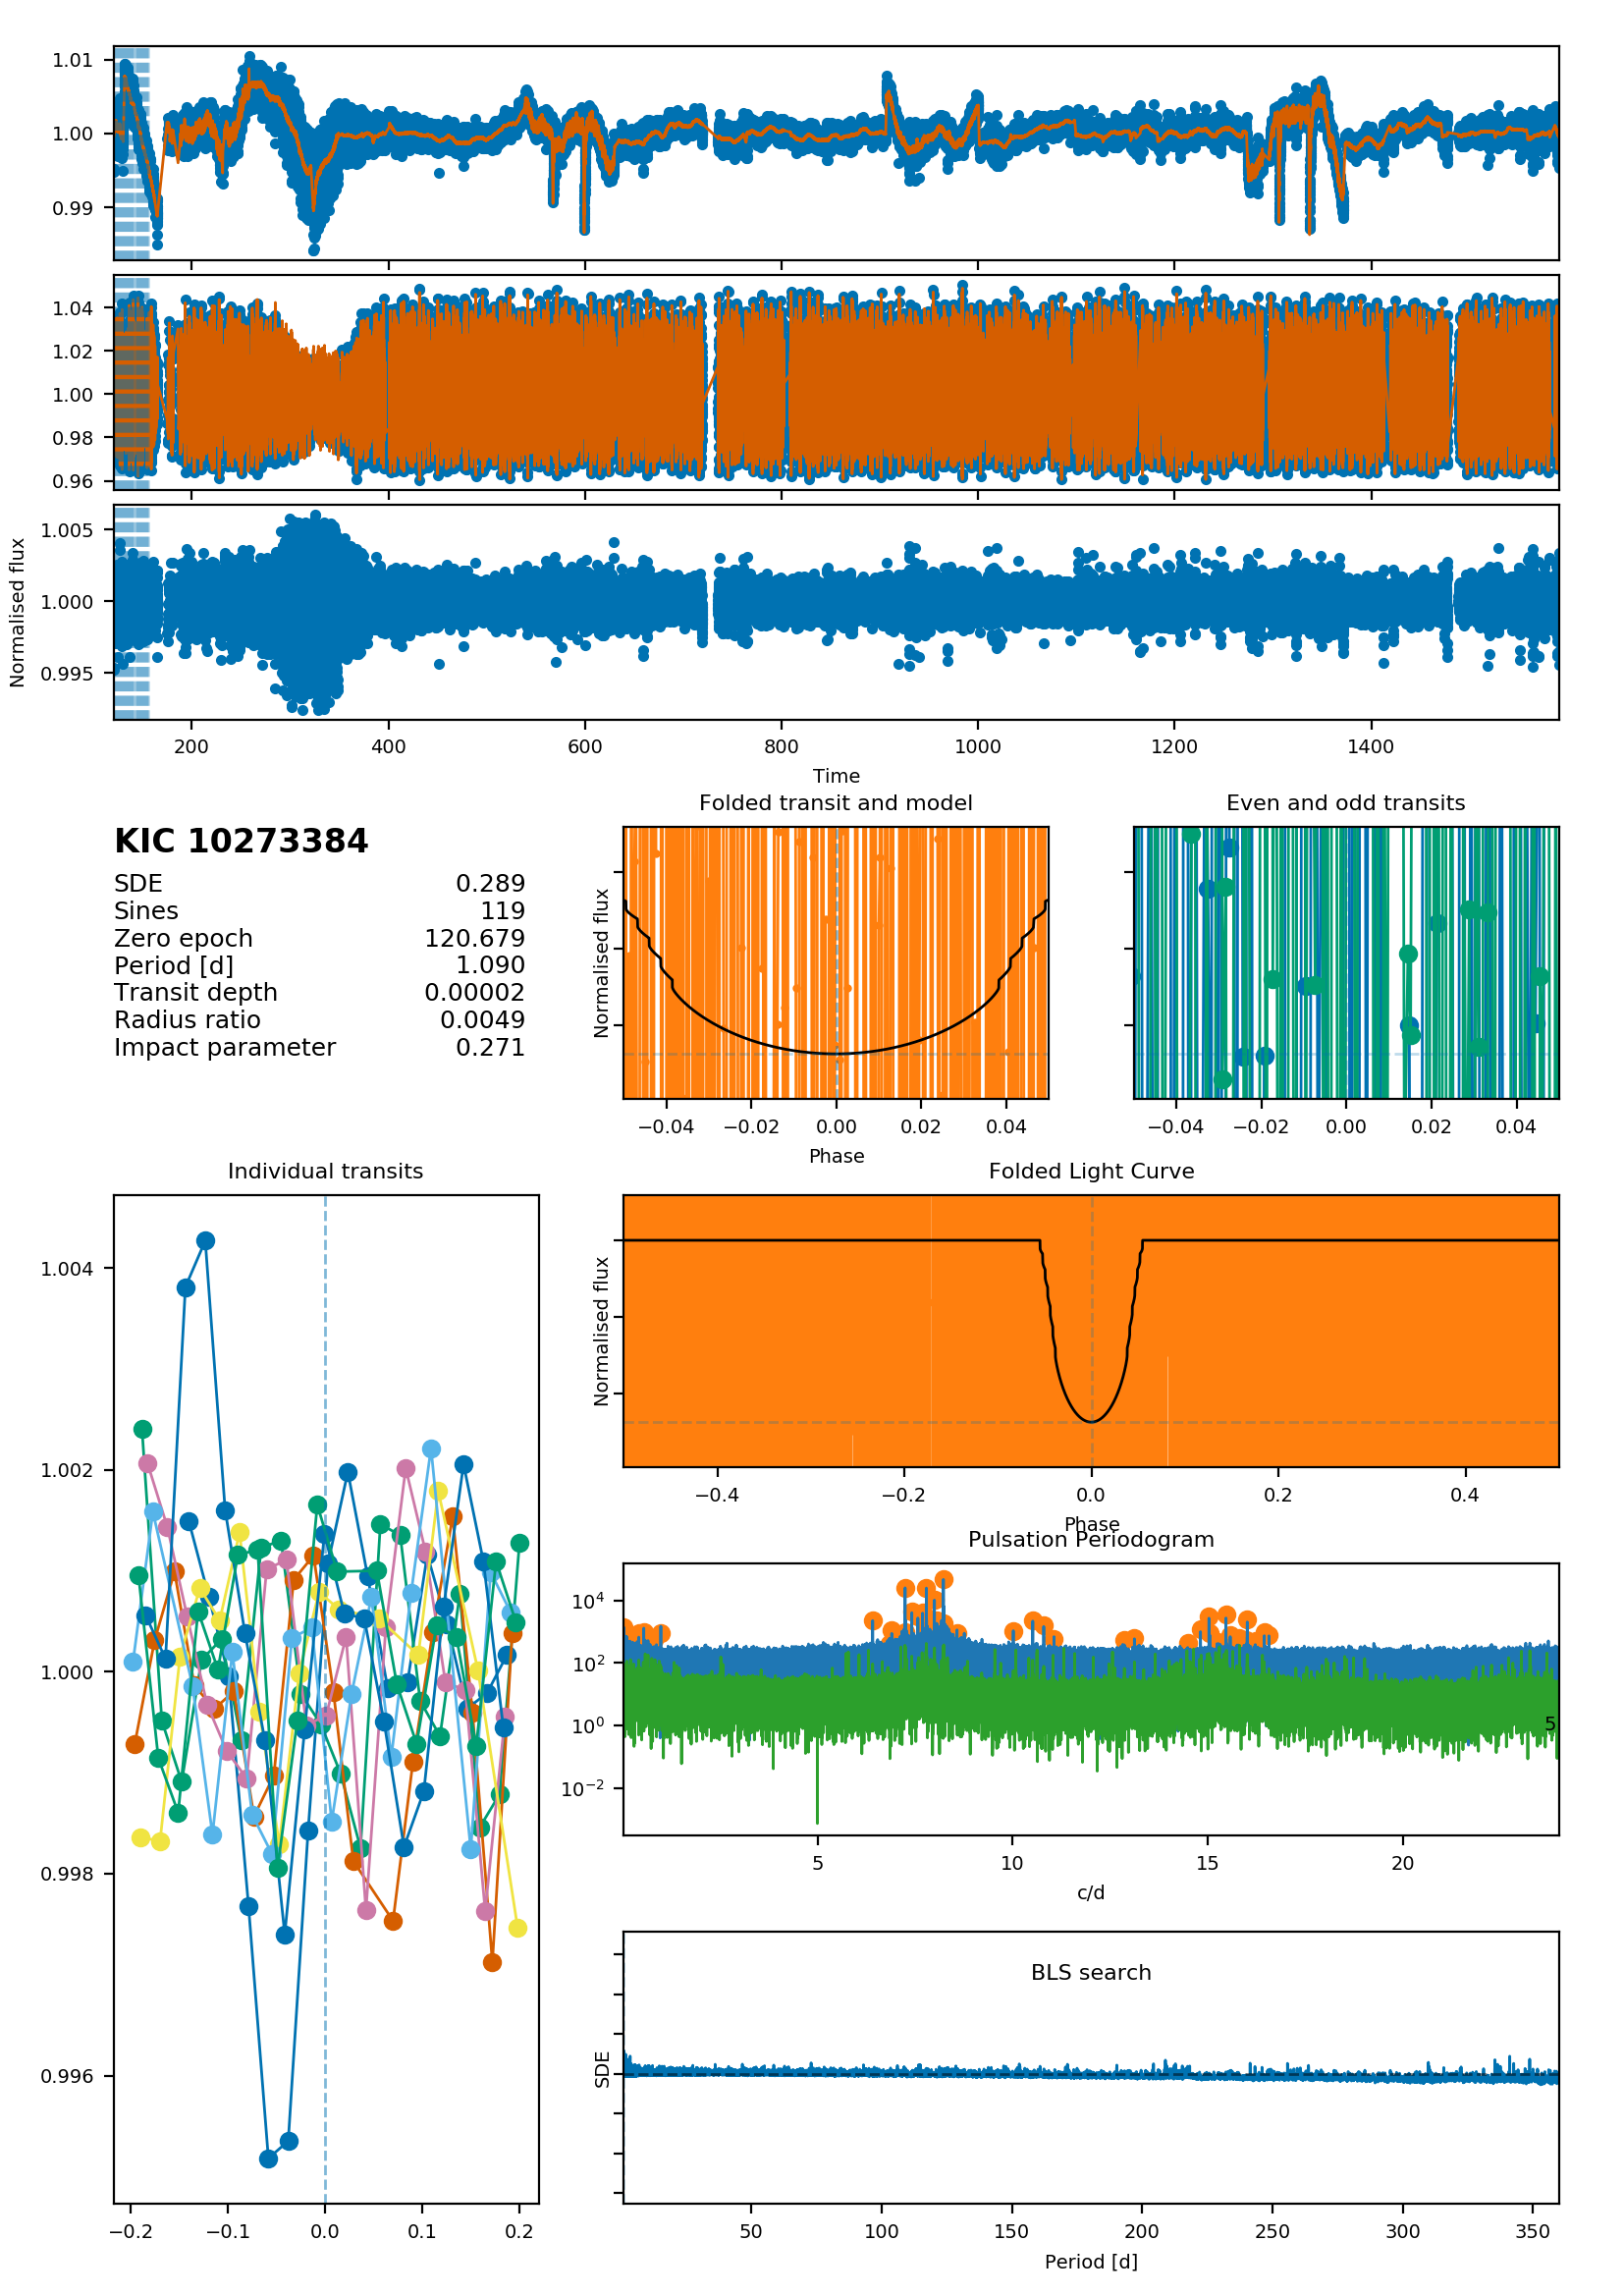 1.01
1.00
0.99
1.04
1.02
1.00
0.98
0.96
1.005
1.000
0.995
Normalised flux
200 400 600 800 1000 1200 1400
Time
KIC 10273384
SDE 0.289
Sines 119
Zero epoch 120.679
Period [d] 1.090
Transit depth 0.00002
Radius ratio 0.0049
Impact parameter 0.271
Folded transit and model
Normalised flux
−0.04 −0.02 0.00 0.02 0.04
Phase
Even and odd transits
−0.04 −0.02 0.00 0.02 0.04
Individual transits
1.004
1.002
1.000
0.998
0.996
−0.2 −0.1 0.0 0.1 0.2
Folded Light Curve
Normalised flux
−0.4 −0.2 0.0 0.2 0.4
Phase
Pulsation Periodogram
10⁴
10²
10⁰
10⁻²
5
5 10 15 20
c/d
BLS search
SDE
50 100 150 200 250 300 350
Period [d]